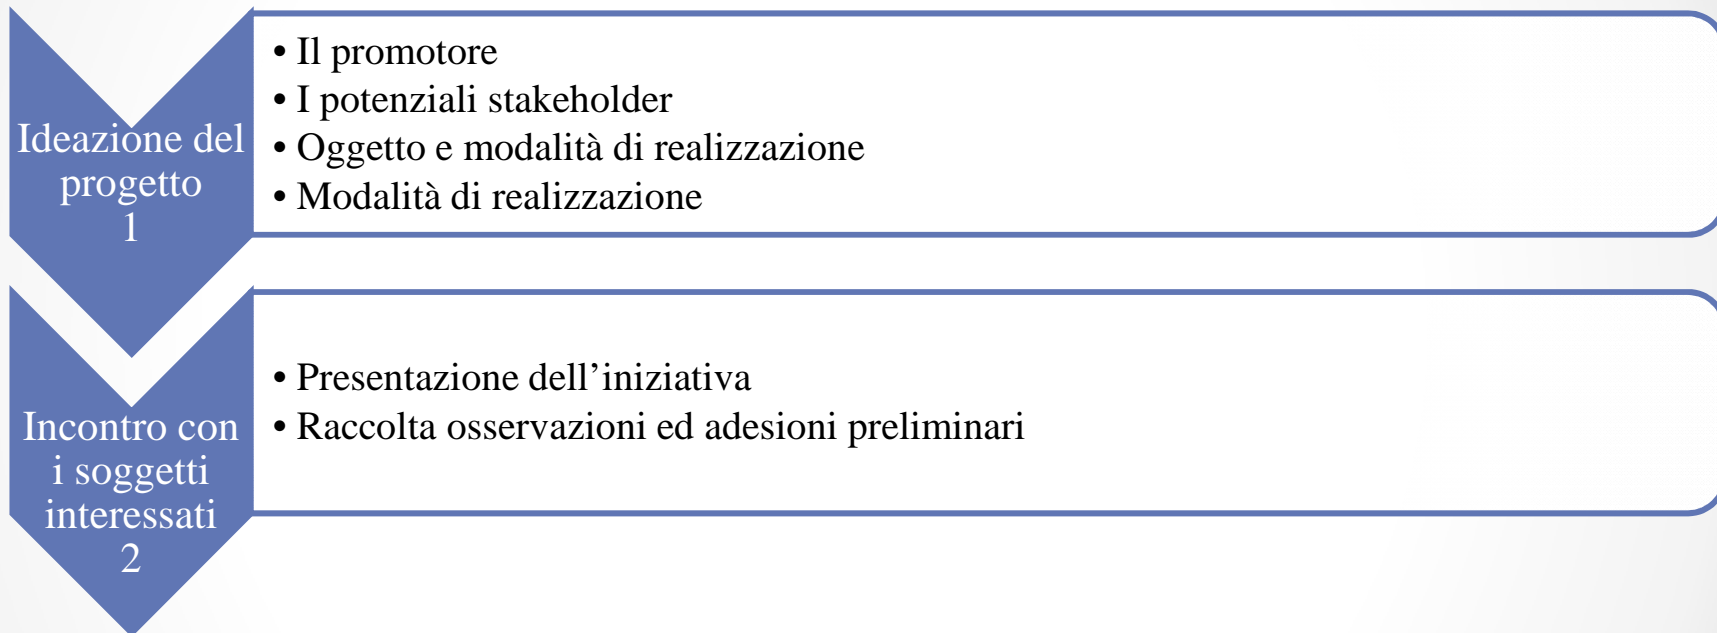 Ideazione del
progetto
1
• Il promotore
• I potenziali stakeholder
• Oggetto e modalità di realizzazione
• Modalità di realizzazione
Incontro con
i soggetti
interessati
2
• Presentazione dell’iniziativa
• Raccolta osservazioni ed adesioni preliminari